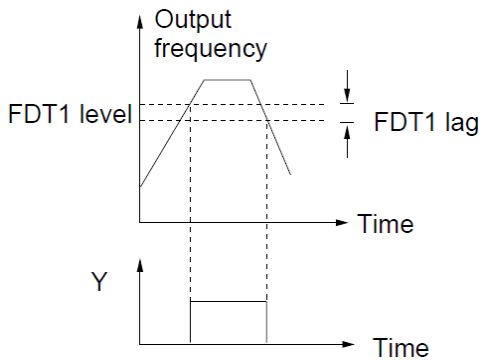 Output
frequency
FDT1 level
FDT1 lag
Time
Y
Time